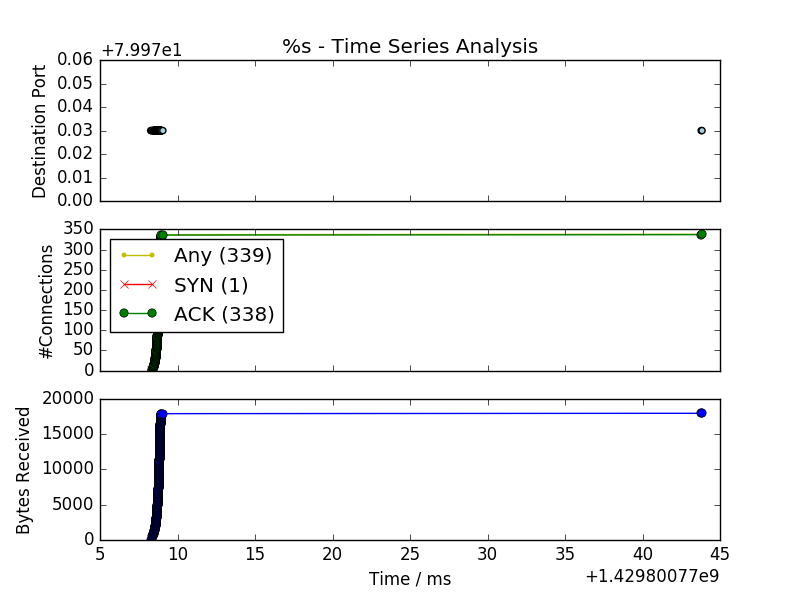 %s - Time Series Analysis
+7.997e1
0.06
0.05
0.04
0.03
0.02
0.01
0.00
Destination Port
350
300
250
200
150
100
50
0
#Connections
Any (339)
SYN (1)
ACK (338)
20000
15000
10000
5000
0
Bytes Received
5 10 15 20 25 30 35 40 45
Time / ms
+1.42980077e9